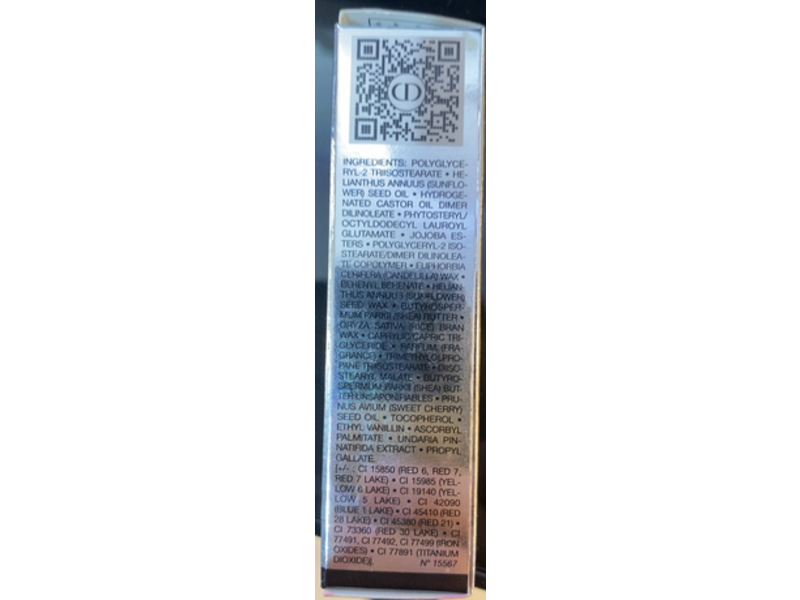 CD
INGREDIENTS: POLYGLYCE-
RYL-2 TRIISOSTEARATE • HE-
LIANTHUS ANNUUS (SUNFLO-
WER) SEED OIL • HYDROGE-
NATED CASTOR OIL DIMER
DILINOLEATE • PHYTOSTERYL/
OCTYLDODECYL LAUROYL
GLUTAMATE • JOJOBA ES-
TERS • POLYGLYCERYL-2 ISO-
STEARATE/DIMER DILINOLEA-
TE COPOLYMER • EUPHORBIA
CERIFERA (CANDELILLA) WAX •
BEHENYL BEHENATE • HELIAN-
THUS ANNUUS (SUNFLOWER)
SEED WAX • BUTYROSPER-
MUM PARKII (SHEA) BUTTER •
ORYZA SATIVA (RICE) BRAN
WAX • CAPRYLIC/CAPRIC TRI-
GLYCERIDE • PARFUM (FRA-
GRANCE) • TRIMETHYLOLPRO-
PANE TRIISOSTEARATE • DIISO-
STEARYL MALATE • BUTYRO-
SPERMUM PARKII (SHEA) BUT-
TER UNSAPONIFIABLES • PRU-
NUS AVIUM (SWEET CHERRY)
SEED OIL • TOCOPHEROL •
ETHYL VANILLIN • ASCORBYL
PALMITATE • UNDARIA PIN-
NATIFIDA EXTRACT • PROPYL
GALLATE.
[+/- : CI 15850 (RED 6, RED 7,
RED 7 LAKE) • CI 15985 (YEL-
LOW 6 LAKE) • CI 19140 (YEL-
LOW 5 LAKE) • CI 42090
(BLUE 1 LAKE) • CI 45410 (RED
28 LAKE) • CI 45380 (RED 21) •
CI 73360 (RED 30 LAKE) • CI
77491, CI 77492, CI 77499 (IRON
OXIDES) • CI 77891 (TITANIUM
DIOXIDE)]. N° 15567